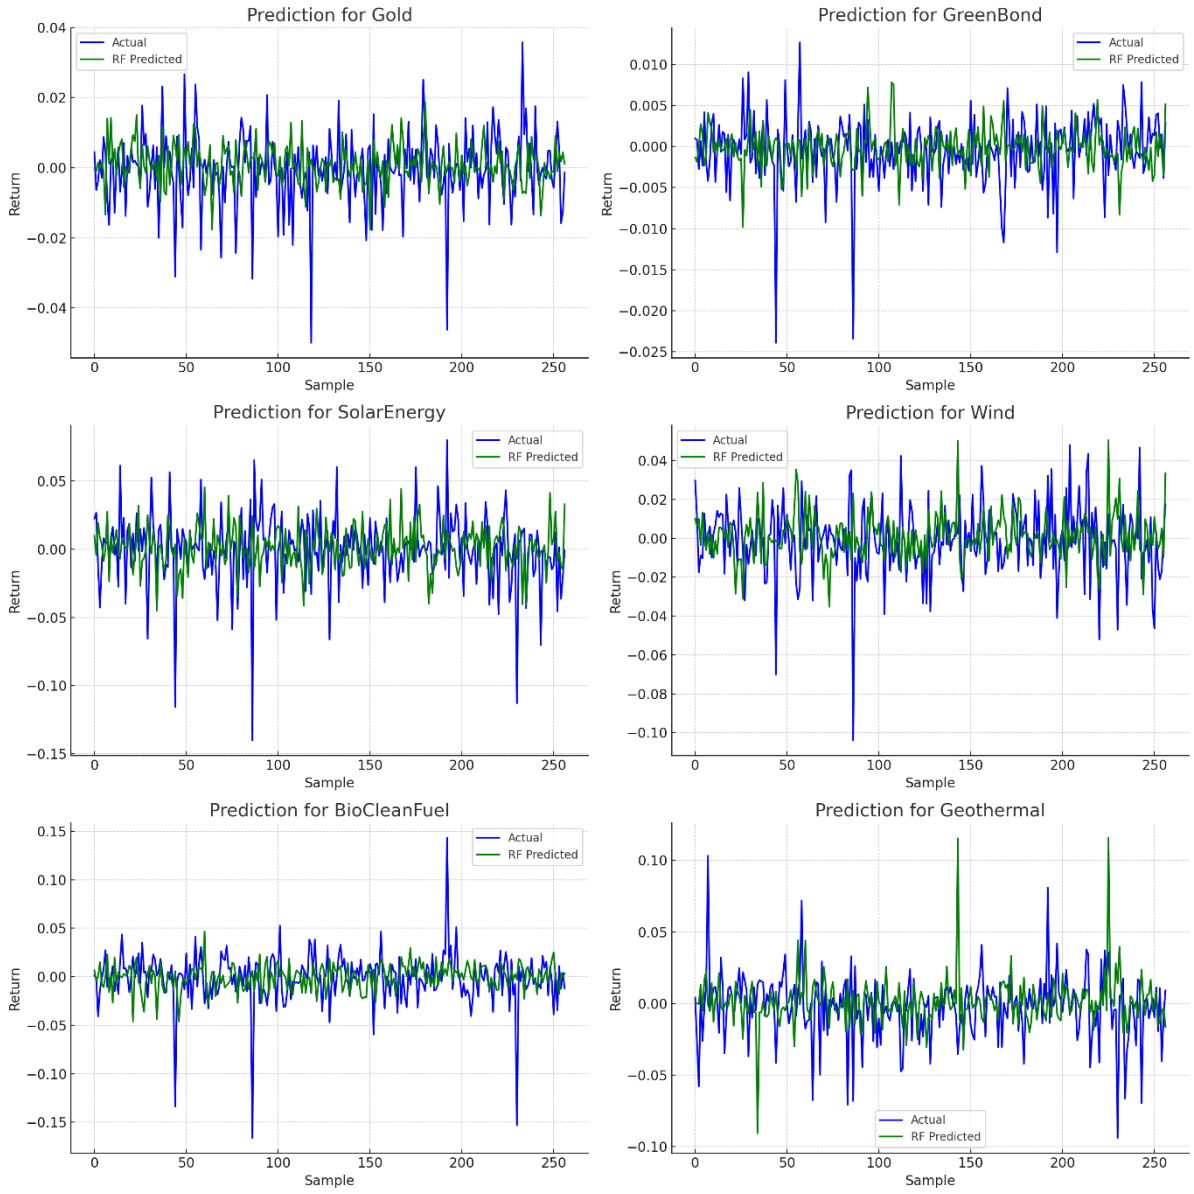 Prediction for Gold
Actual
RF Predicted
Return
0.04
0.02
0.00
−0.02
−0.04
0
50
100
150
200
250
Sample
Prediction for GreenBond
Actual
RF Predicted
Return
0.010
0.005
0.000
−0.005
−0.010
−0.015
−0.020
−0.025
0
50
100
150
200
250
Sample
Prediction for SolarEnergy
Actual
RF Predicted
Return
0.05
0.00
−0.05
−0.10
−0.15
0
50
100
150
200
250
Sample
Prediction for Wind
Actual
RF Predicted
Return
0.04
0.02
0.00
−0.02
−0.04
−0.06
−0.08
−0.10
0
50
100
150
200
250
Sample
Prediction for BioCleanFuel
Actual
RF Predicted
Return
0.15
0.10
0.05
0.00
−0.05
−0.10
−0.15
0
50
100
150
200
250
Sample
Prediction for Geothermal
Return
0.10
0.05
0.00
−0.05
−0.10
Actual
RF Predicted
0
50
100
150
200
250
Sample